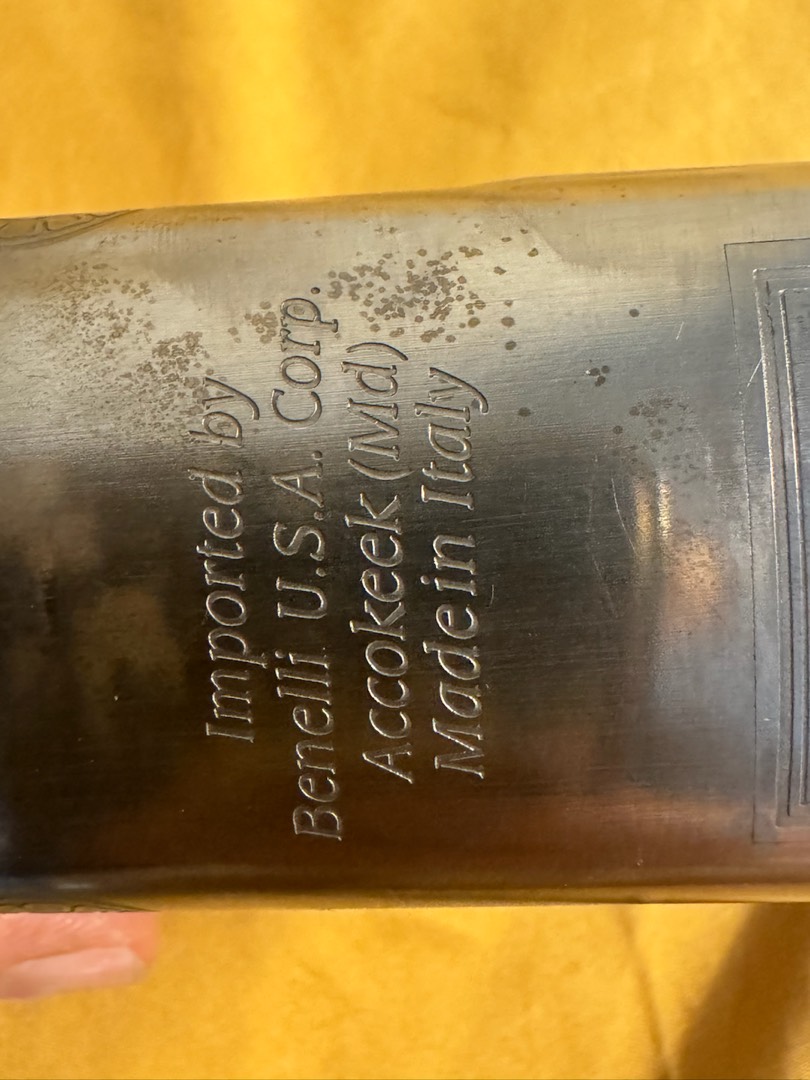 Imported by
Benelli U.S.A. Corp.
Accokeek (Md)
Made in Italy